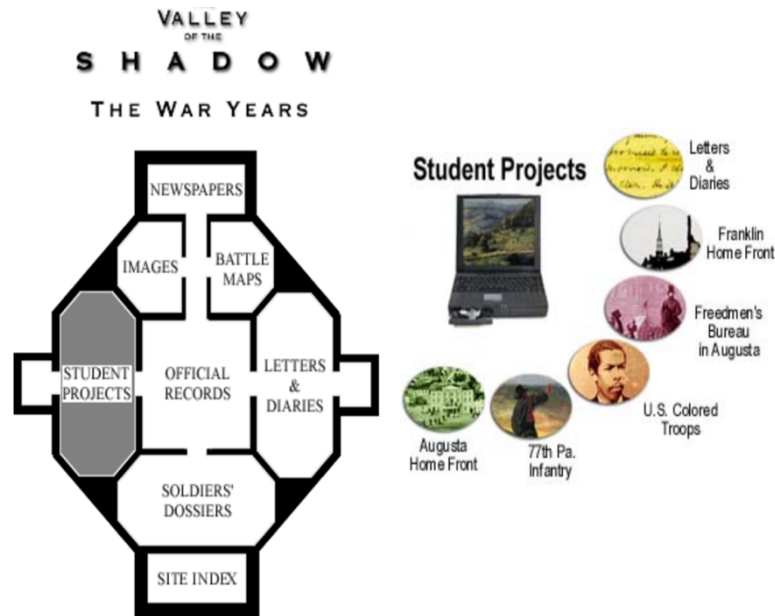 VALLEY
OF THE
SHADOW
THE WAR YEARS
NEWSPAPERS
IMAGES
BATTLE
MAPS
STUDENT
PROJECTS
OFFICIAL
RECORDS
LETTERS
&
DIARIES
SOLDIERS'
DOSSIERS
SITE INDEX
Student Projects
Letters
&
Diaries
Franklin
Home Front
Freedmen's
Bureau
in Augusta
U.S. Colored
Troops
77th Pa.
Infantry
Augusta
Home Front